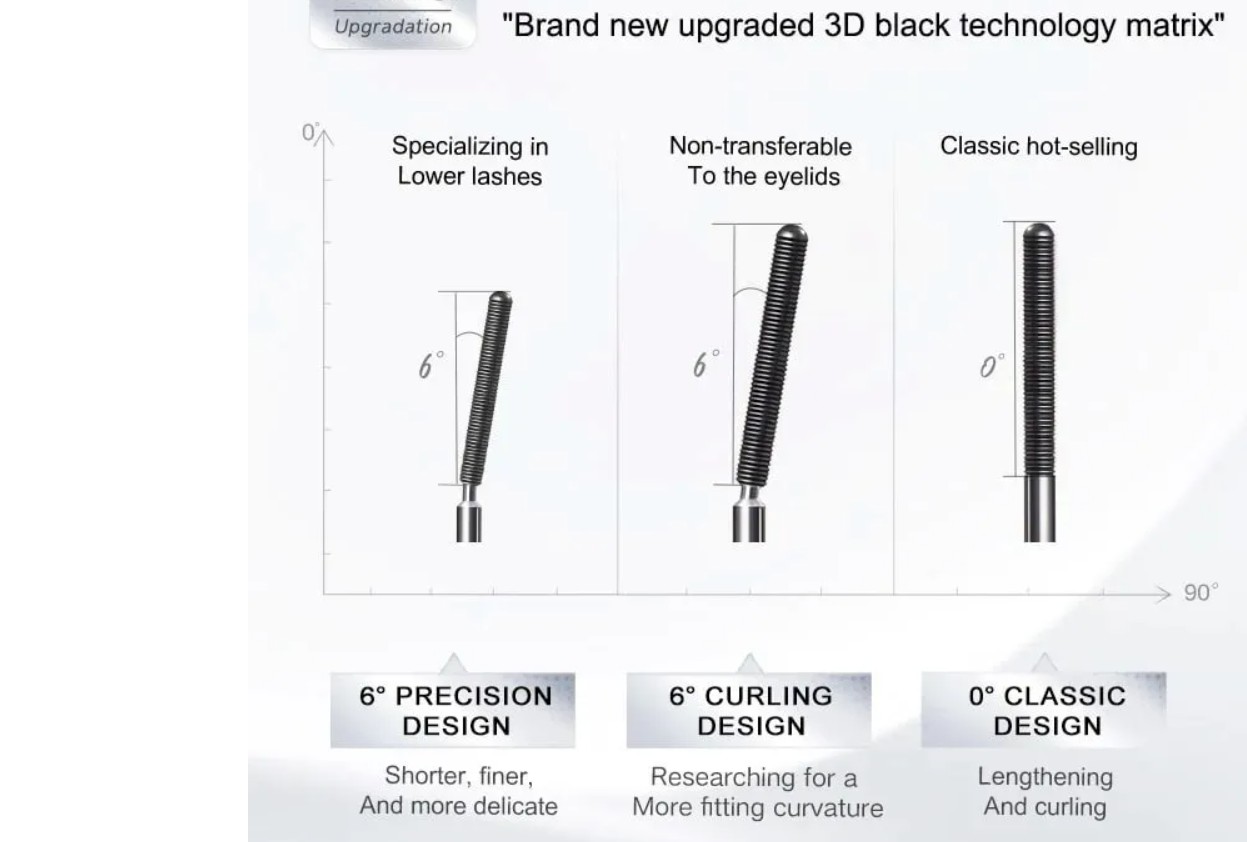 Upgradation
"Brand new upgraded 3D black technology matrix"
0°
Specializing in
Lower lashes
Non-transferable
To the eyelids
Classic hot-selling
6°
6°
0°
90°
6° PRECISION
DESIGN
6° CURLING
DESIGN
0° CLASSIC
DESIGN
Shorter, finer,
And more delicate
Researching for a
More fitting curvature
Lengthening
And curling